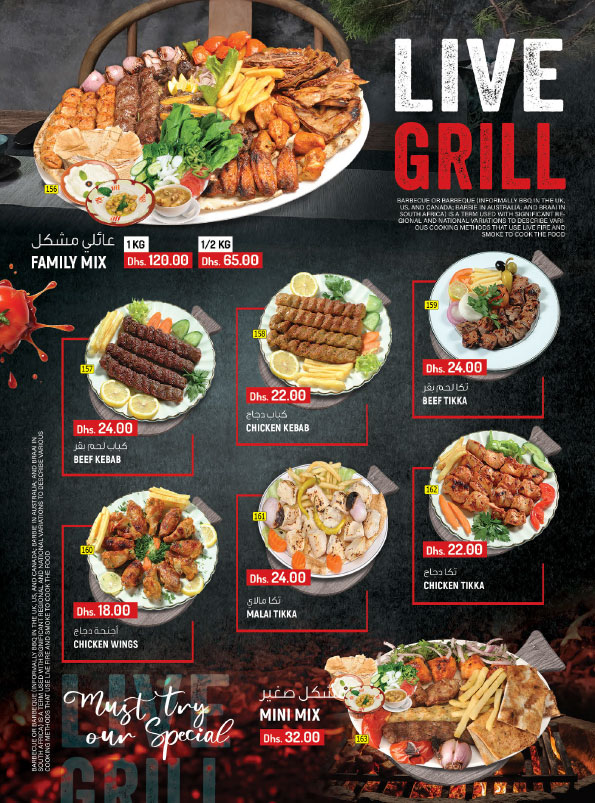 LIVE
GRILL
BARBECUE OR BARBEQUE (INFORMALLY BBQ IN THE UK,
US, AND CANADA; BARBIE IN AUSTRALIA; AND BRAAI IN
SOUTH AFRICA) IS A TERM USED WITH SIGNIFICANT RE-
GIONAL AND NATIONAL VARIATIONS TO DESCRIBE VARI-
OUS COOKING METHODS THAT USE LIVE FIRE AND
SMOKE TO COOK THE FOOD
156
عائلي مشكل
FAMILY MIX
1 KG
Dhs. 120.00
1/2 KG
Dhs. 65.00
157
Dhs. 24.00
كباب لحم بقر
BEEF KEBAB
158
Dhs. 22.00
كباب دجاج
CHICKEN KEBAB
159
Dhs. 24.00
تكا لحم بقر
BEEF TIKKA
160
Dhs. 18.00
أجنحة دجاج
CHICKEN WINGS
161
Dhs. 24.00
تكا مالاي
MALAI TIKKA
162
Dhs. 22.00
تكا دجاج
CHICKEN TIKKA
BARBECUE OR BARBEQUE (INFORMALLY BBQ IN THE UK, US, AND CANADA; BARBIE IN AUSTRALIA; AND BRAAI IN
SOUTH AFRICA) IS A TERM USED WITH SIGNIFICANT REGIONAL AND NATIONAL VARIATIONS TO DESCRIBE VARIOUS
COOKING METHODS THAT USE LIVE FIRE AND SMOKE TO COOK THE FOOD
LIVE
GRILL
Must try
our Special
مشكل صغير
MINI MIX
Dhs. 32.00
163